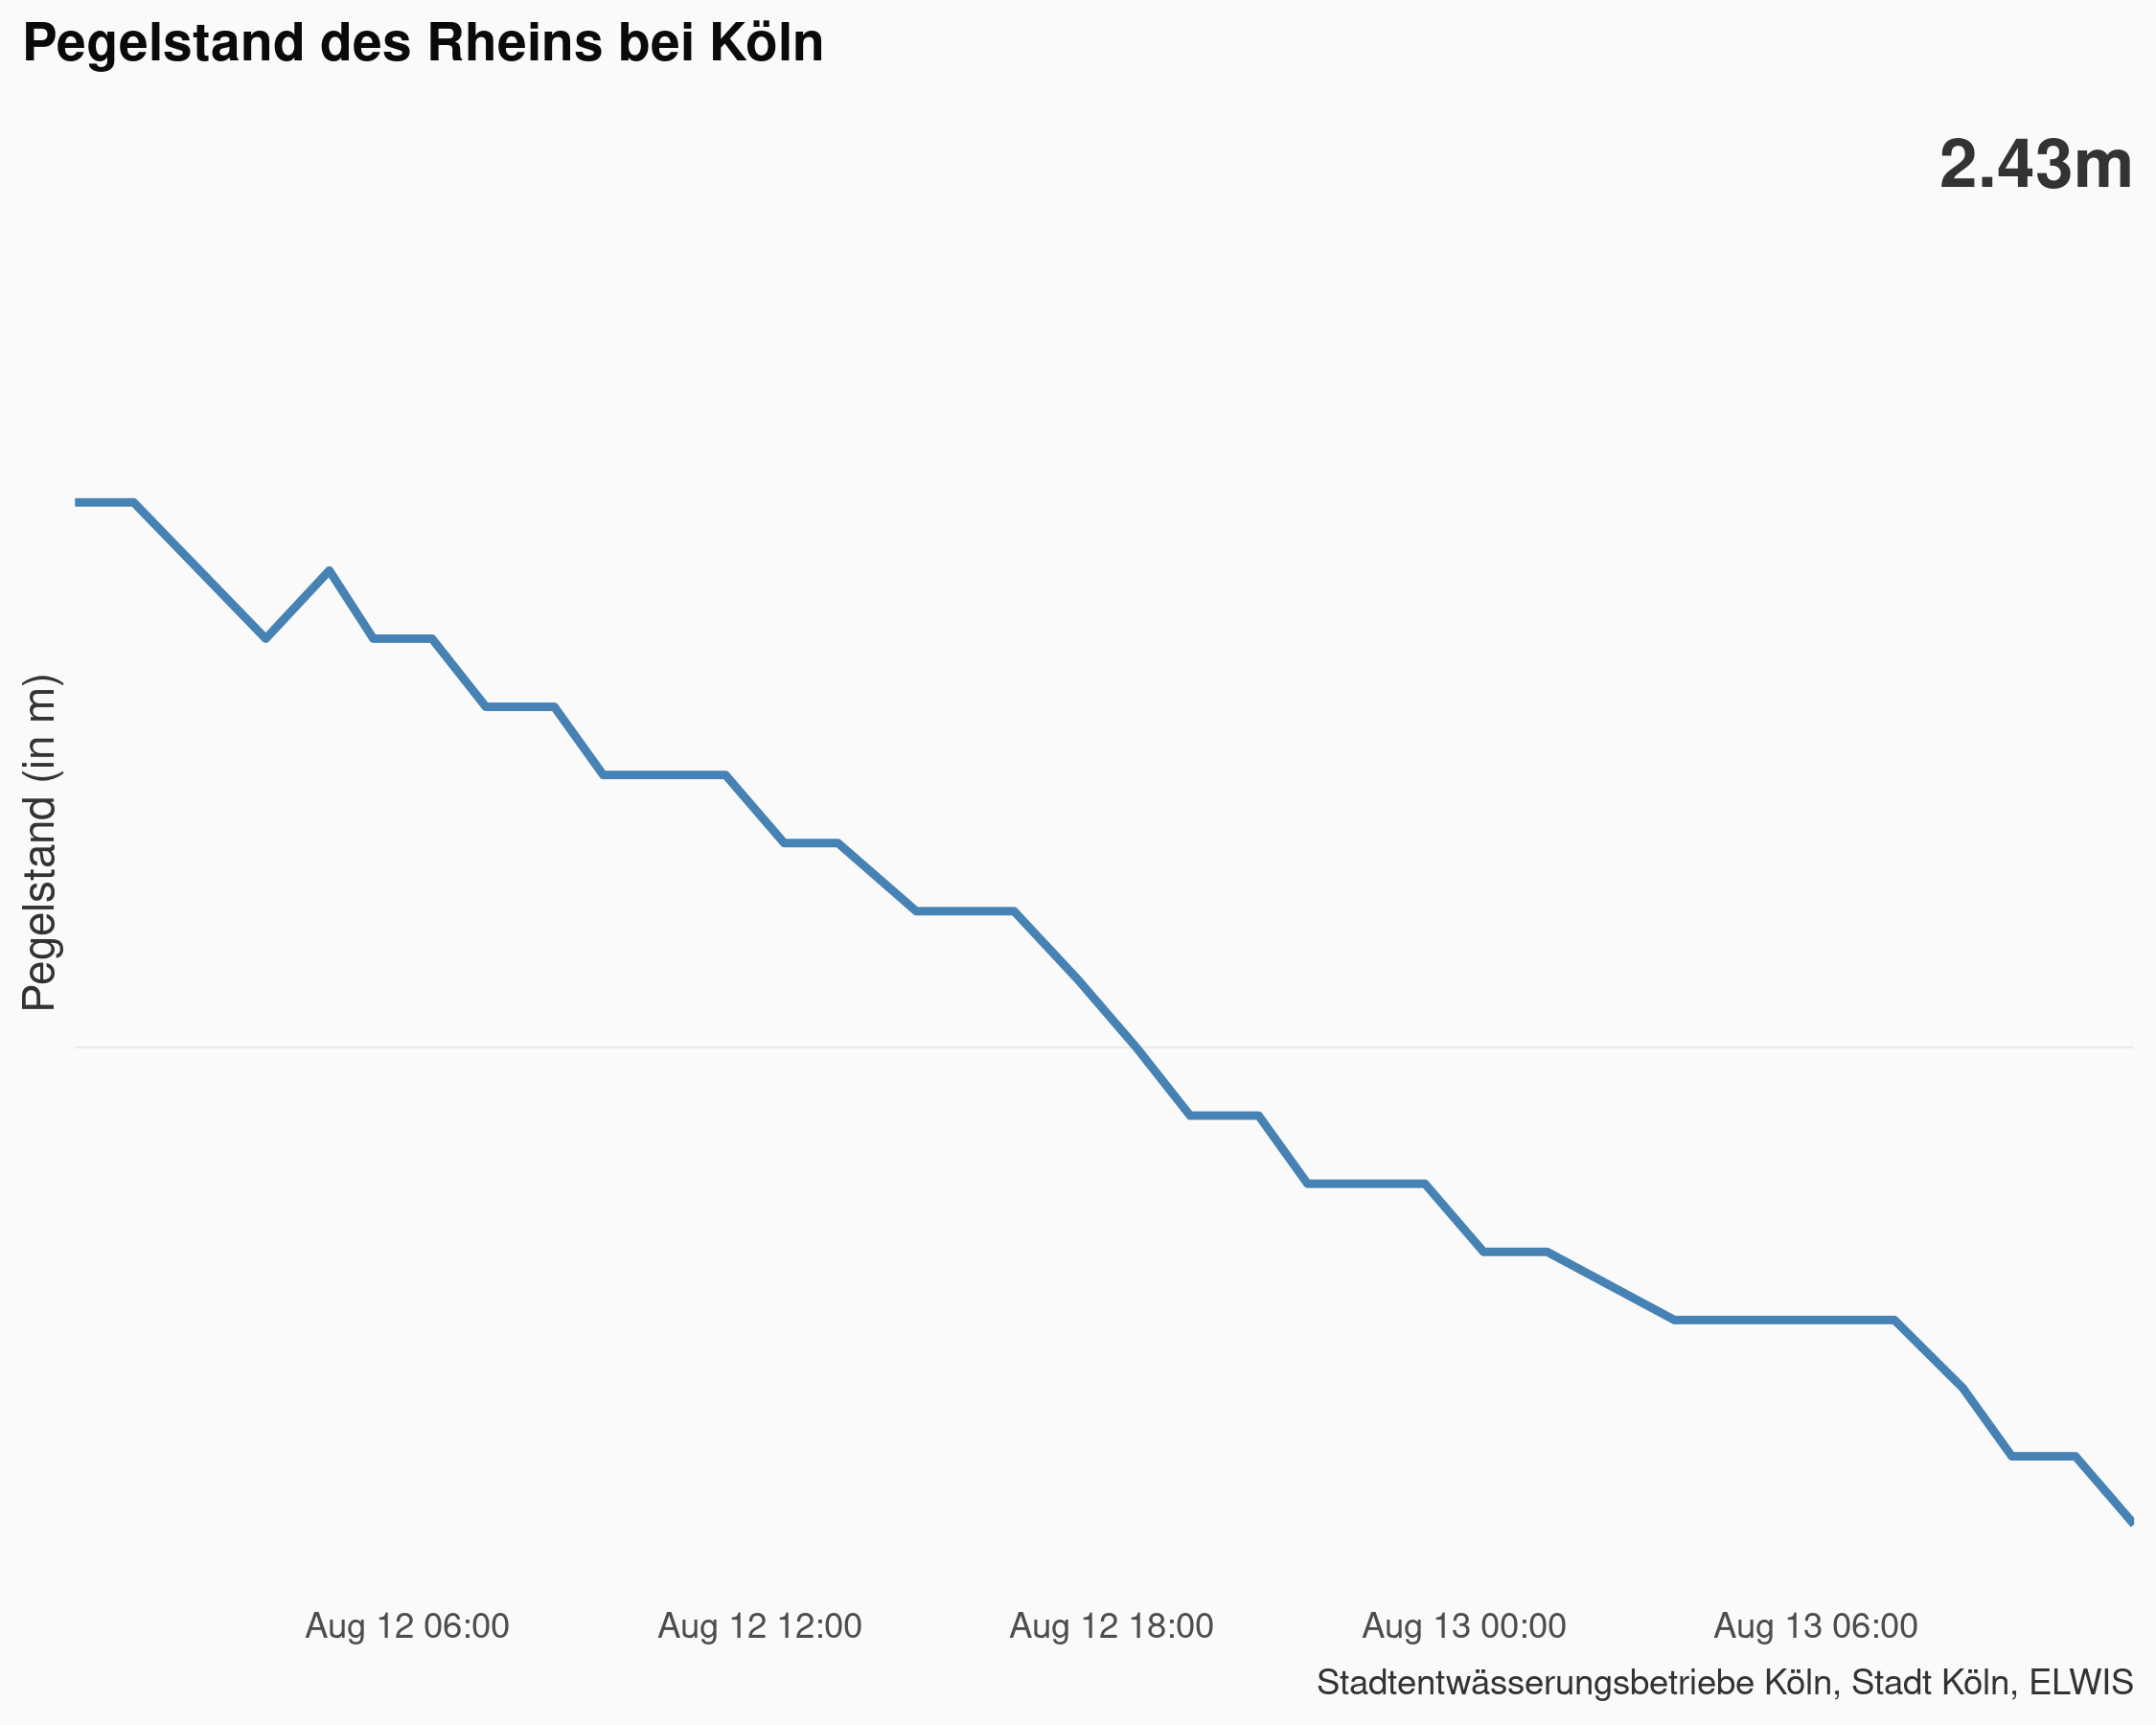 Pegelstand des Rheins bei Köln
2.43m
Pegelstand (in m)
Aug 12 06:00
Aug 12 12:00
Aug 12 18:00
Aug 13 00:00
Aug 13 06:00
Stadtentwässerungsbetriebe Köln, Stadt Köln, ELWIS